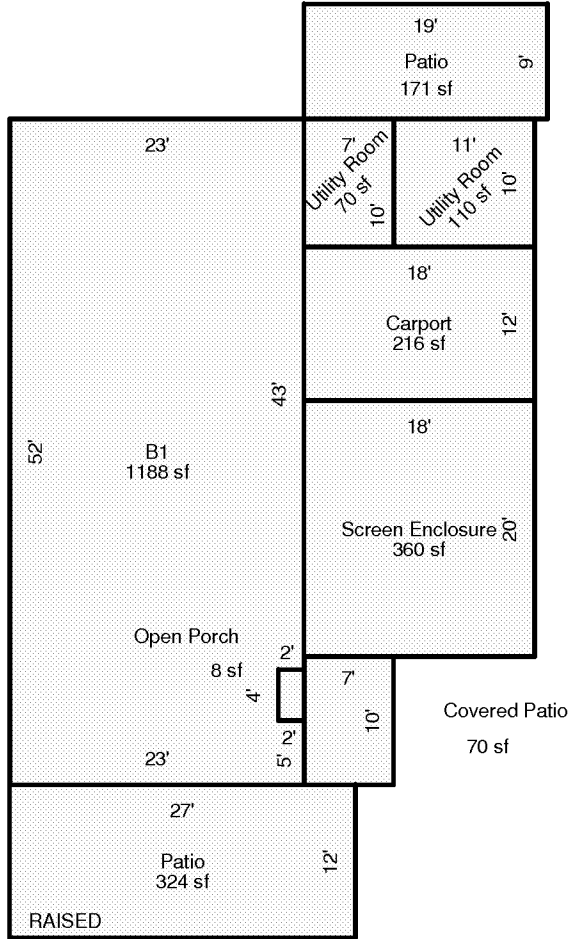 19'
Patio
9'
171 sf
23'
7'
Utility Room
70 sf
10'
11'
Utility Room
110 sf
10'
18'
Carport
12'
216 sf
43'
18'
52'
B1
1188 sf
Screen Enclosure
360 sf
20'
Open Porch
8 sf
2'
4'
2'
5'
7'
10'
Covered Patio
70 sf
23'
27'
Patio
324 sf
12'
RAISED